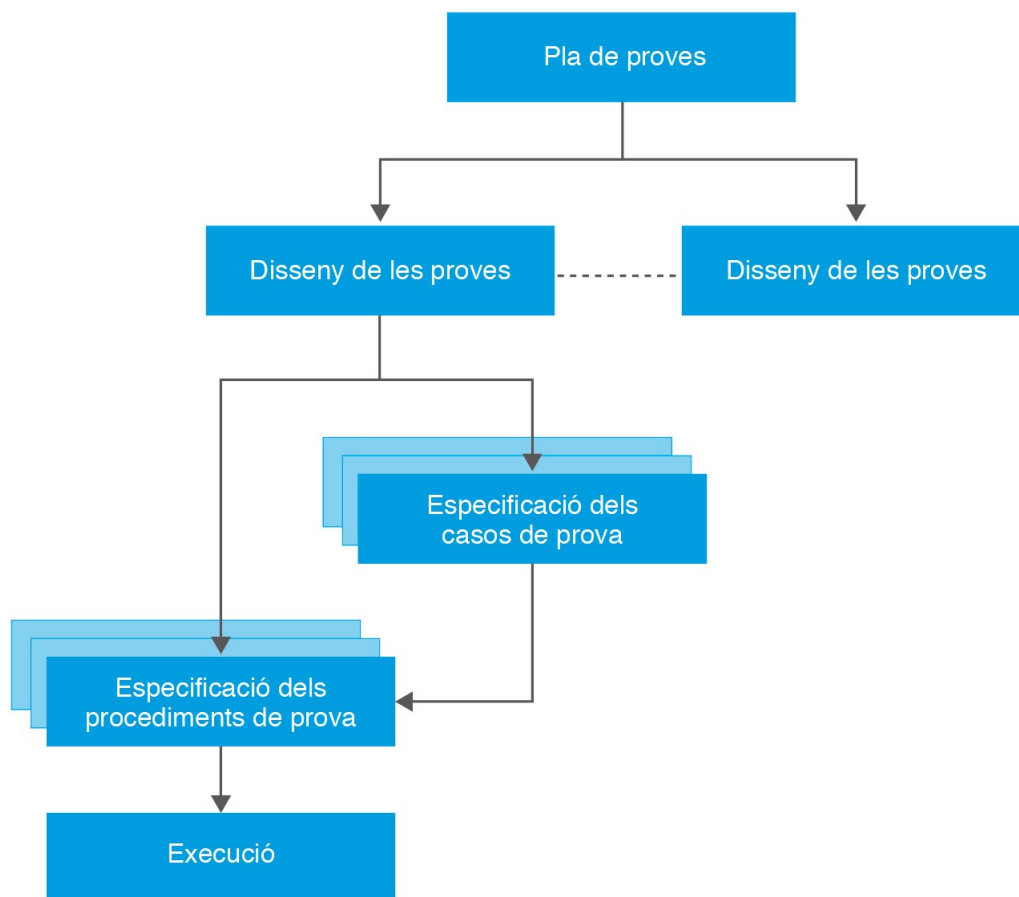 Pla de proves
Disseny de les proves
Disseny de les proves
Especificació dels
casos de prova
Especificació dels
procediments de prova
Execució